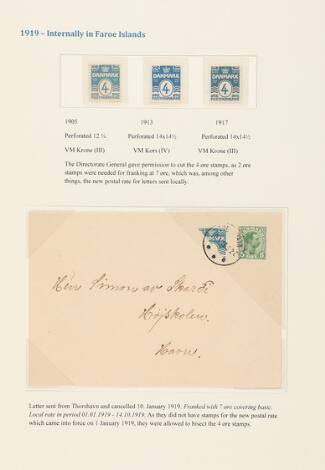 1919 – Internally in Faroe Islands
DANMARK DANMARK DANMARK
4 4 4
1905 1913 1917
Perforated 12 ¾ Perforated 14x14½ Perforated 14x14½
VM Krone (III) VM Kors (IV) VM Krone (III)
The Directorate General gave permission to cut the 4 øre stamps, as 2 øre
stamps were needed for franking at 7 øre, which was, among other
things, the new postal rate for letters sent locally.
Herr Simon av Skardi
Højskolen.
Havn.
Letter sent from Thorshavn and cancelled 10. January 1919. Franked with 7 øre covering basic.
Local rate in period 01.01.1919 - 14.10.1919. As they did not have stamps for the new postal rate
which came into force on 1 January 1919, they were allowed to bisect the 4 øre stamps.